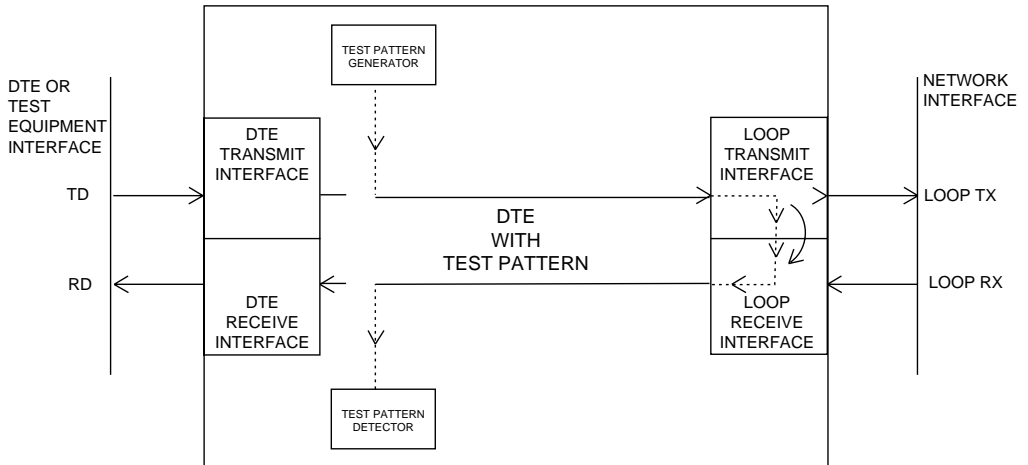 TEST PATTERN
GENERATOR
DTE OR
TEST
EQUIPMENT
INTERFACE
NETWORK
INTERFACE
DTE
TRANSMIT
INTERFACE
LOOP
TRANSMIT
INTERFACE
TD
LOOP TX
DTE
WITH
TEST PATTERN
RD
LOOP RX
DTE
RECEIVE
INTERFACE
LOOP
RECEIVE
INTERFACE
TEST PATTERN
DETECTOR